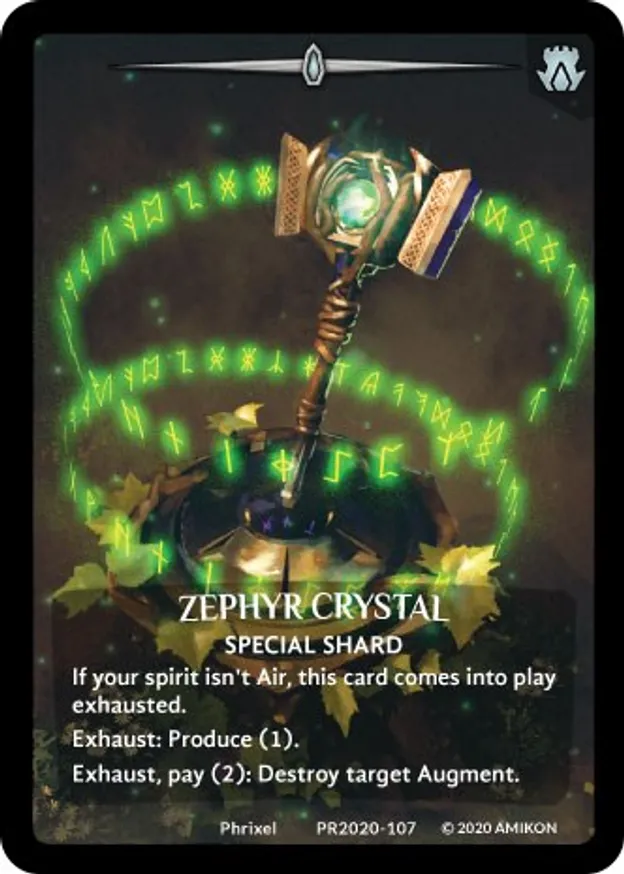 ZEPHYR CRYSTAL
SPECIAL SHARD
If your spirit isn't Air, this card comes into play
exhausted.
Exhaust: Produce (1).
Exhaust, pay (2): Destroy target Augment.
Phrixel PR2020-107 © 2020 AMIKON